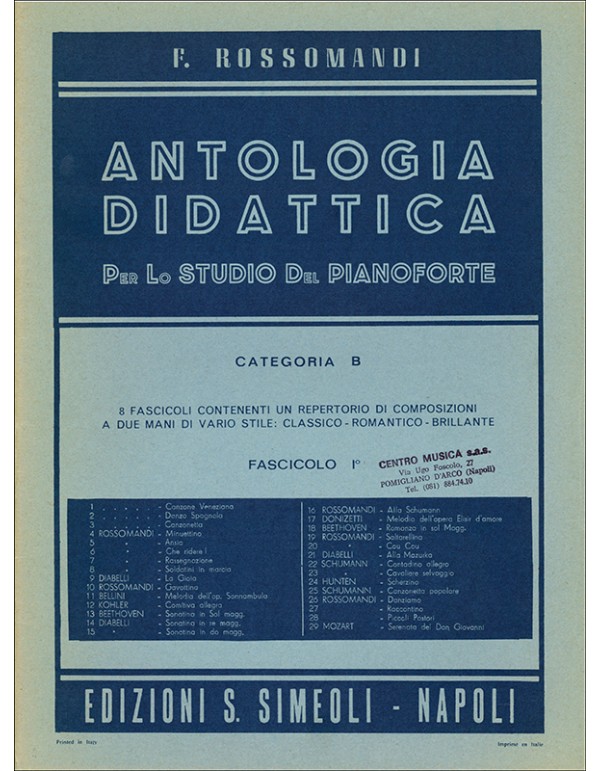 F. ROSSOMANDI
ANTOLOGIA
DIDATTICA
PER LO STUDIO DEL PIANOFORTE
CATEGORIA B
8 FASCICOLI CONTENENTI UN REPERTORIO DI COMPOSIZIONI
A DUE MANI DI VARIO STILE: CLASSICO - ROMANTICO - BRILLANTE
FASCICOLO I°
CENTRO MUSICA s.a.s.
Via Ugo Foscolo, 27
POMIGLIANO D'ARCO (Napoli)
Tel. (081) 884.74.10
1 . . . . . - Canzone Veneziana
2 . . . . . - Danza Spagnola
3 . . . . . - Canzonetta
4 ROSSOMANDI - Minuettino
5 " - Ansia
6 " - Che ridere!
7 " - Rassegnazione
8 " - Soldatini in marcia
9 DIABELLI - La Gioia
10 ROSSOMANDI - Gavottina
11 BELLINI - Melodia dell'op. Sonnambula
12 KOHLER - Comitiva allegra
13 BEETHOVEN - Sonatina in Sol magg.
14 DIABELLI - Sonatina in re magg.
15 " - Sonatina in do magg.
16 ROSSOMANDI - Alla Schumann
17 DONIZETTI - Melodia dell'opera Elisir d'amore
18 BEETHOVEN - Romanza in sol Magg.
19 ROSSOMANDI - Saltarellino
20 " - Cou Cou
21 DIABELLI - Alla Mazurka
22 SCHUMANN - Contadino allegro
23 " - Cavaliere selvaggio
24 HUNTEN - Scherzino
25 SCHUMANN - Canzonetta popolare
26 ROSSOMANDI - Danziamo
27 " - Raccontino
28 " - Piccoli Pastori
29 MOZART - Serenata del Don Giovanni
EDIZIONI S. SIMEOLI - NAPOLI
Printed in Italy
Imprimé en Italie